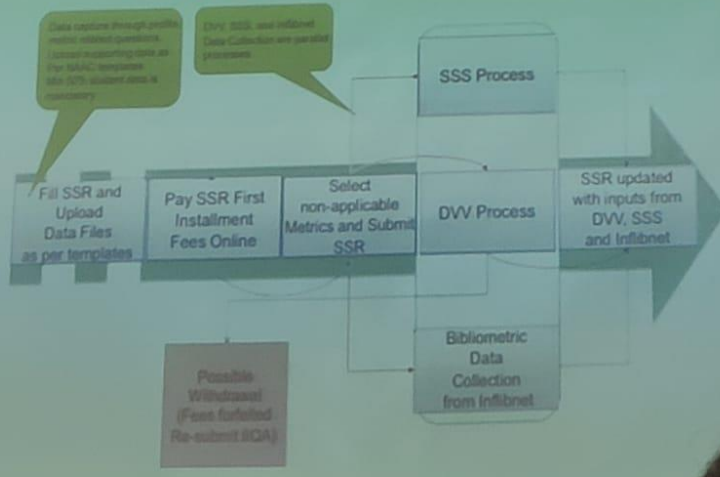 Data capture through profile,
metric related questions.
Upload supporting data as
per NAAC templates.
student data is
mandatory
DVV, SSS, and Inflibnet
Data Collection are parallel
processes
SSS Process
Fill SSR and
Upload
Data Files
as per templates
Pay SSR First
Installment
Fees Online
Select
non-applicable
Metrics and Submit
SSR
DVV Process
SSR updated
with inputs from
DVV, SSS
and Inflibnet
Possible
Withdrawal
(Fees forfeited
Re-submit IIQA)
Bibliometric
Data
Collection
from Inflibnet